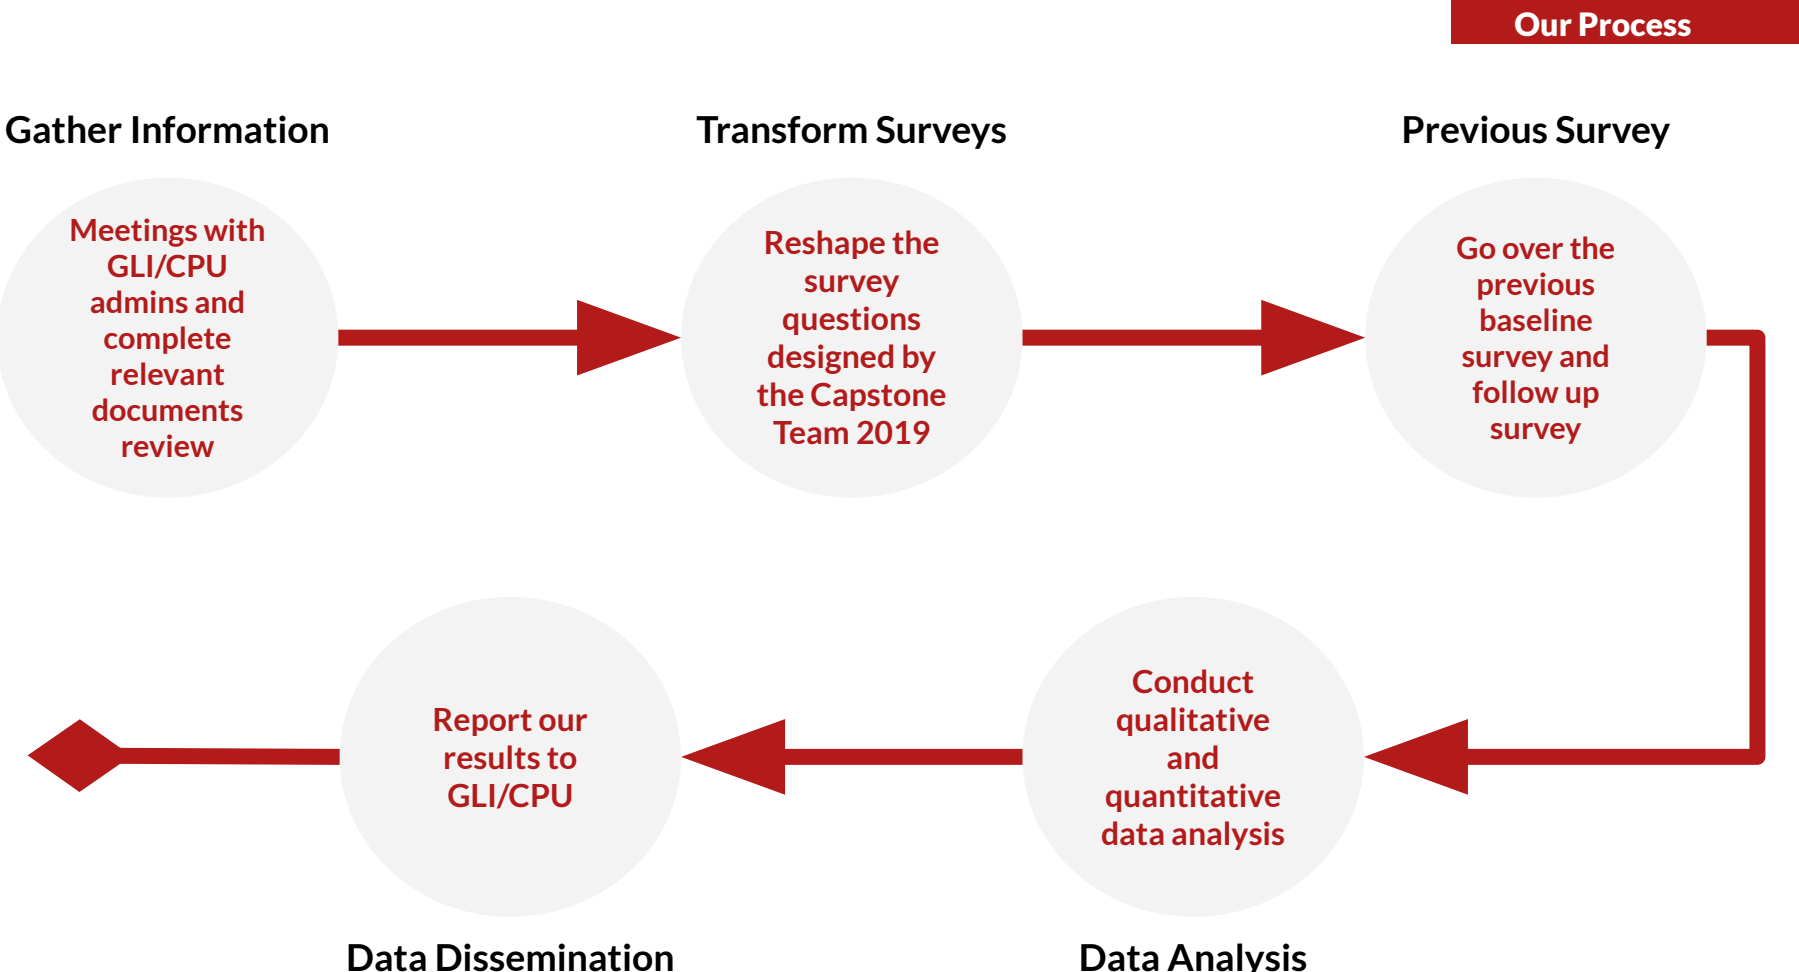 Our Process
Gather Information
Meetings with
GLI/CPU
admins and
complete
relevant
documents
review
Transform Surveys
Reshape the
survey
questions
designed by
the Capstone
Team 2019
Previous Survey
Go over the
previous
baseline
survey and
follow up
survey
Conduct
qualitative
and
quantitative
data analysis
Data Analysis
Report our
results to
GLI/CPU
Data Dissemination